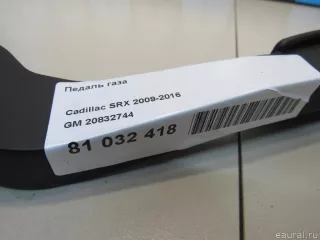 Педаль газа
Cadillac SRX 2009-2016
GM 20832744
81 032 418
© eaural.ru